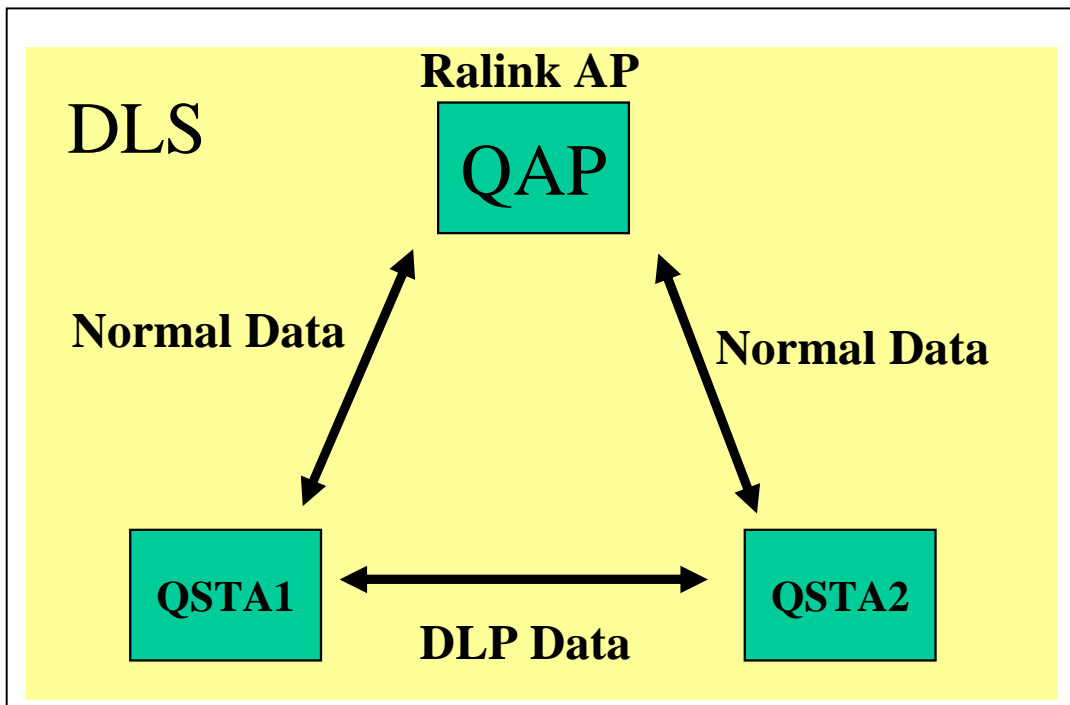 Ralink AP
DLS
QAP
Normal Data
Normal Data
QSTA1
QSTA2
DLP Data